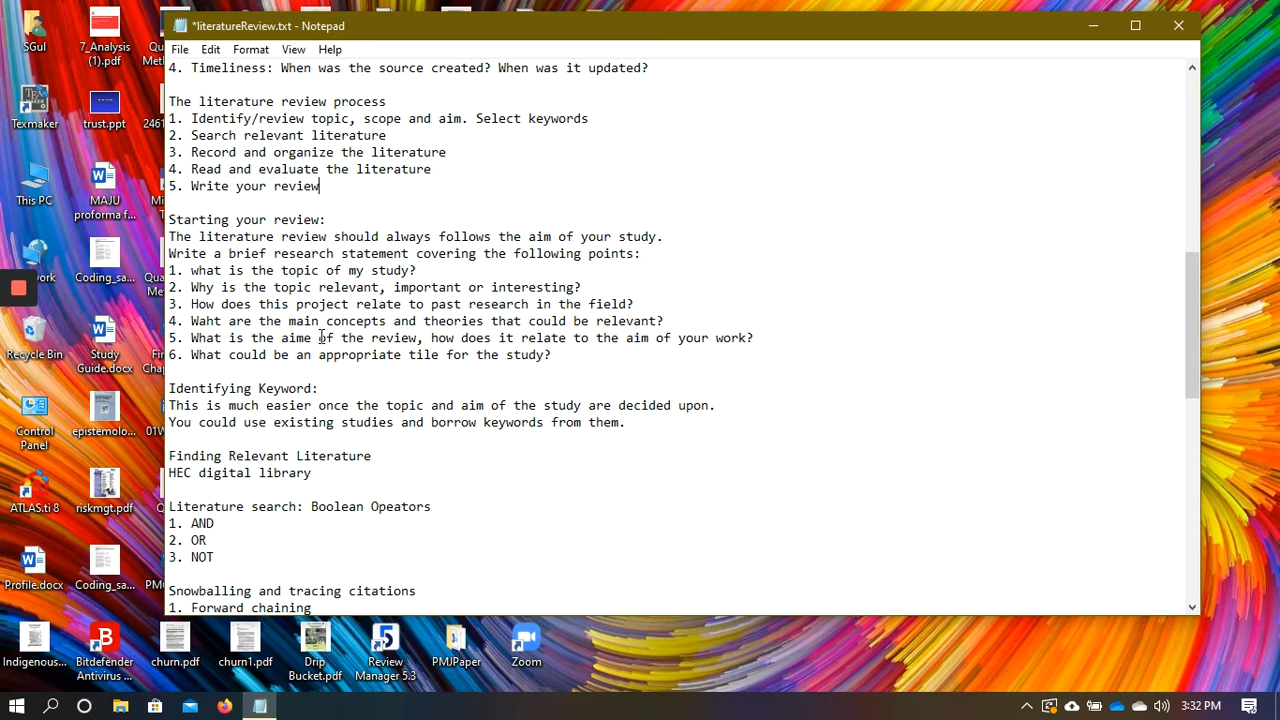 *literatureReview.txt - Notepad
File Edit Format View Help
4. Timeliness: When was the source created? When was it updated?
The literature review process
1. Identify/review topic, scope and aim. Select keywords
2. Search relevant literature
3. Record and organize the literature
4. Read and evaluate the literature
5. Write your review
Starting your review:
The literature review should always follows the aim of your study.
Write a brief research statement covering the following points:
1. what is the topic of my study?
2. Why is the topic relevant, important or interesting?
3. How does this project relate to past research in the field?
4. Waht are the main concepts and theories that could be relevant?
5. What is the aime of the review, how does it relate to the aim of your work?
6. What could be an appropriate tile for the study?
Identifying Keyword:
This is much easier once the topic and aim of the study are decided upon.
You could use existing studies and borrow keywords from them.
Finding Relevant Literature
HEC digital library
Literature search: Boolean Opeators
1. AND
2. OR
3. NOT
Snowballing and tracing citations
1. Forward chaining
SGul
7_Analysis
(1).pdf
Texmaker
trust.ppt
This PC
MAJU
proforma f...
Coding_sa...
Recycle Bin
Study
Guide.docx
Control
Panel
epistemolo...
ATLAS.ti 8
riskmgt.pdf
Profile.docx
Coding_sa...
Indigenous...
Bitdefender
Antivirus ...
churn.pdf
churn1.pdf
Drip
Bucket.pdf
Review
Manager 5.3
PMJPaper
Zoom
3:32 PM